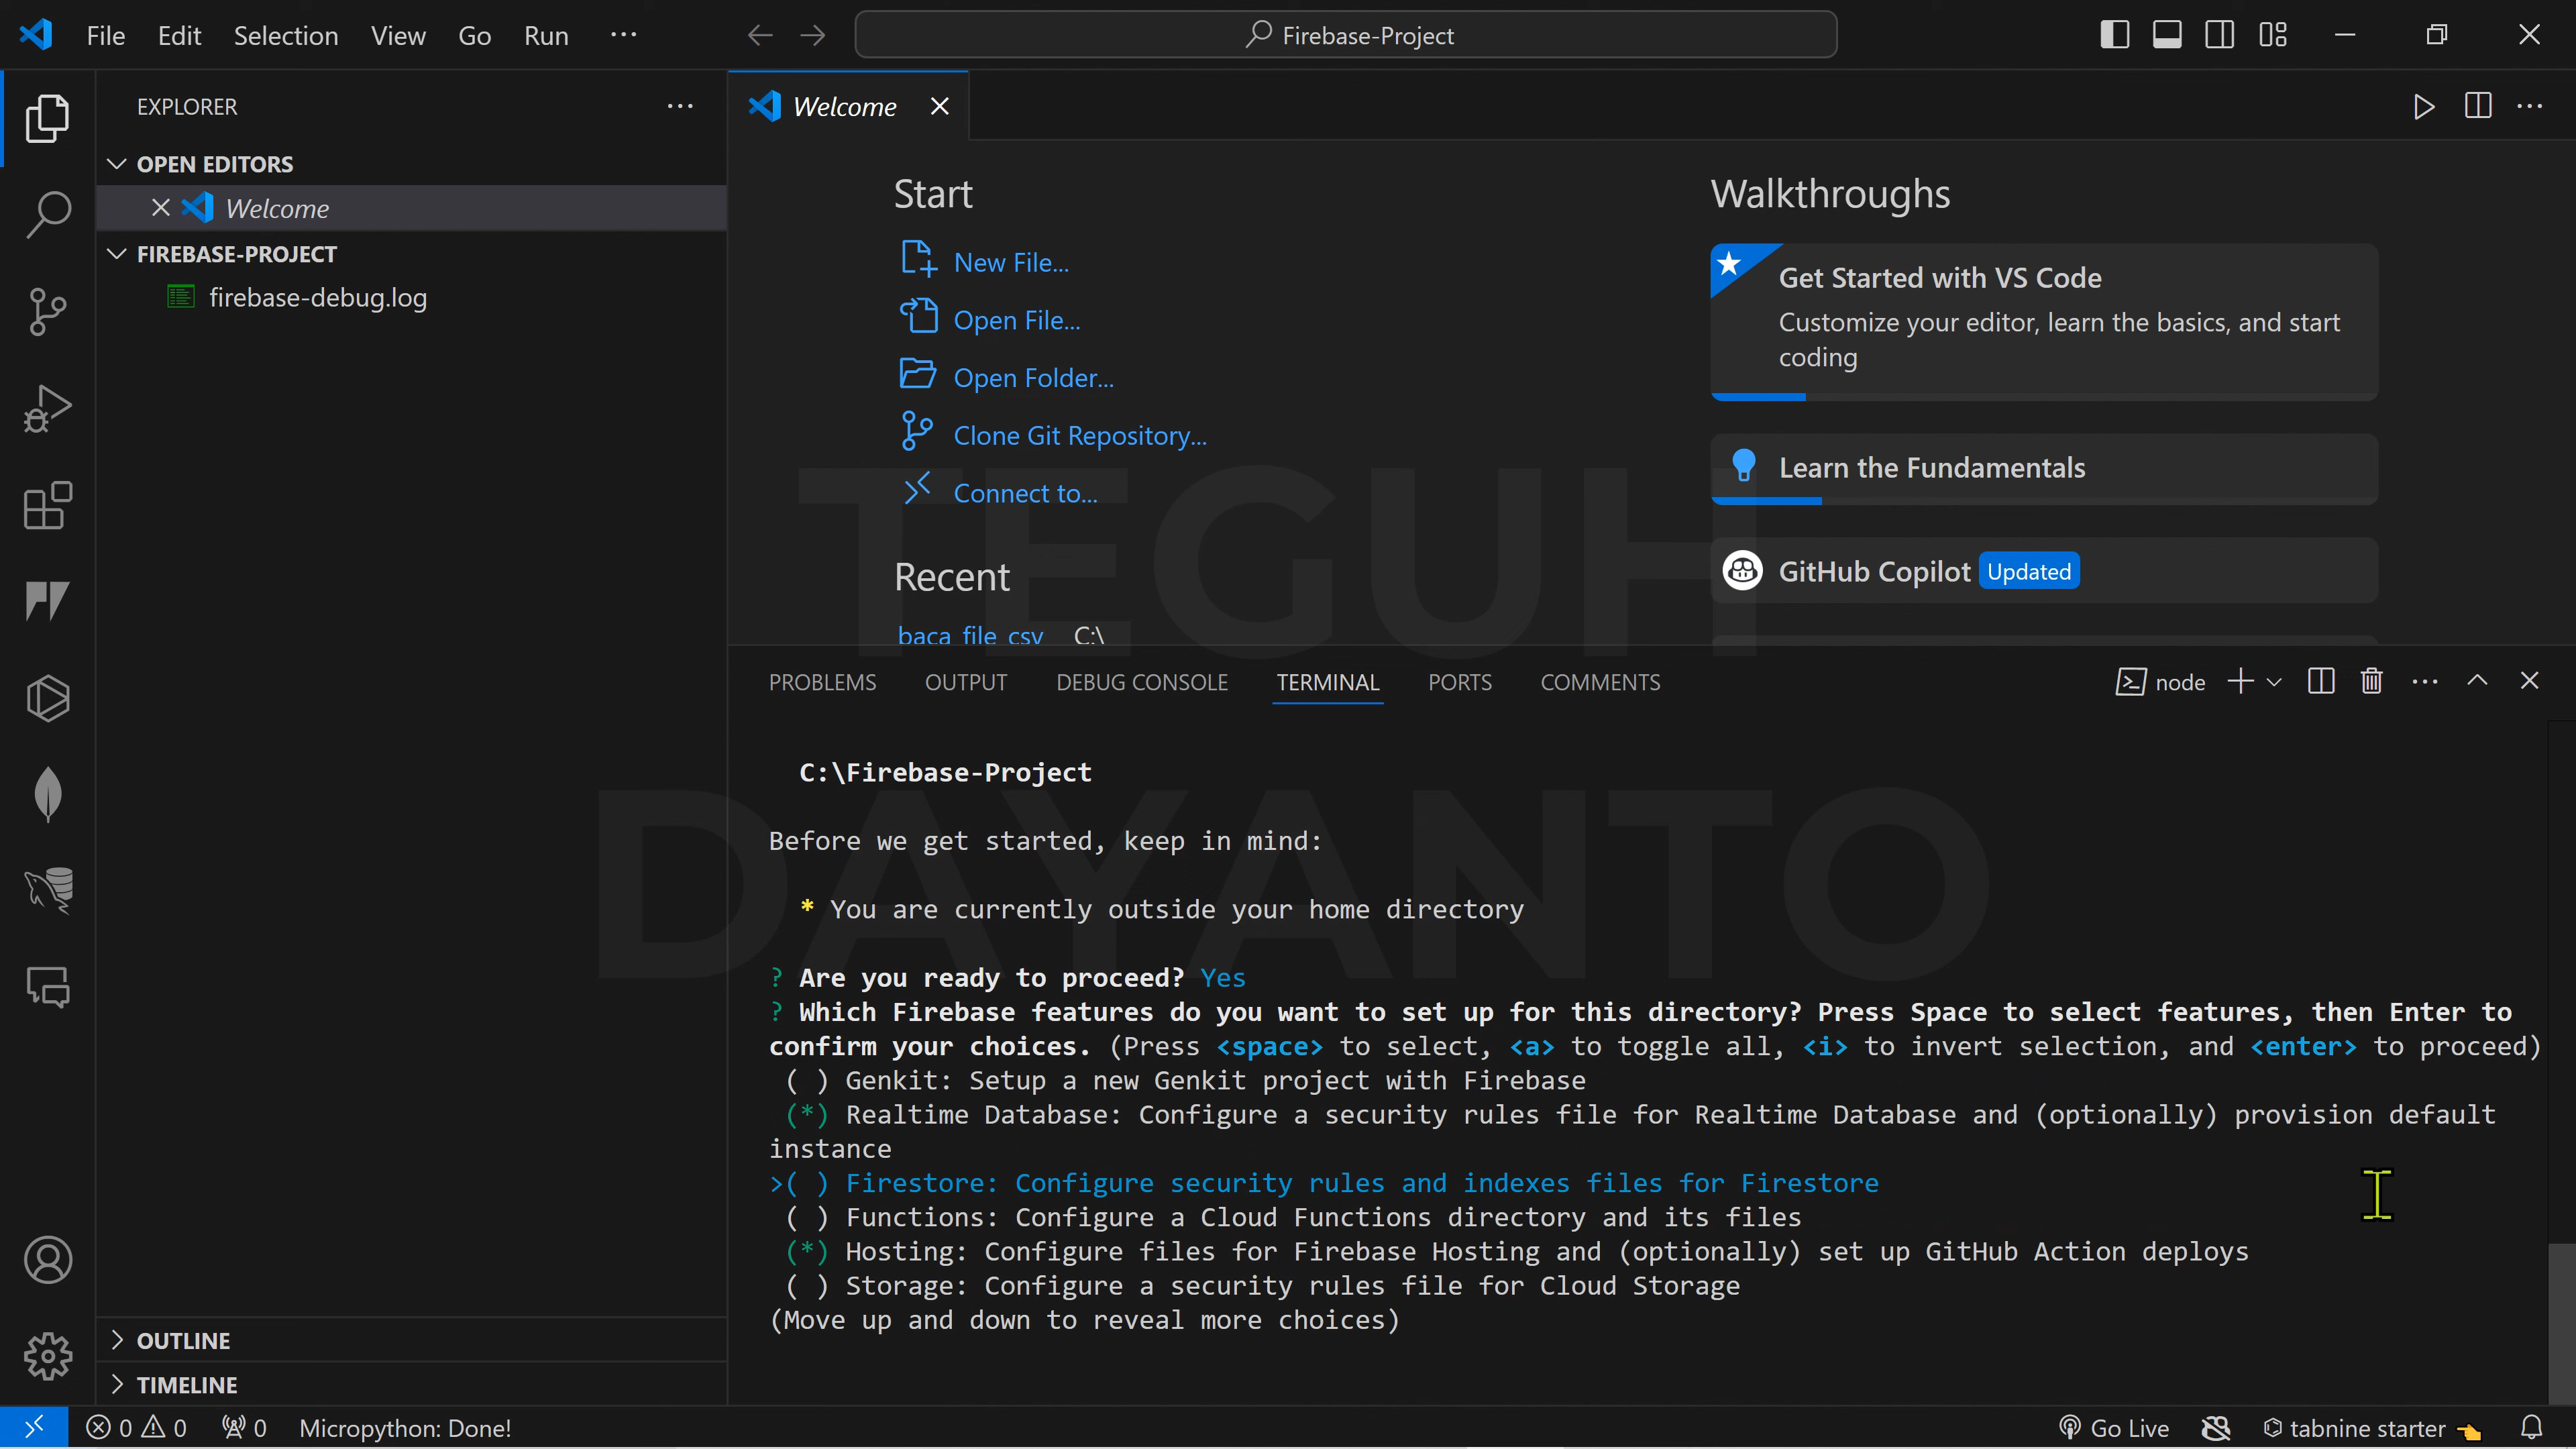 File Edit Selection View Go Run ···
Firebase-Project
EXPLORER
OPEN EDITORS
Welcome
FIREBASE-PROJECT
firebase-debug.log
OUTLINE
TIMELINE
Welcome
Start
New File...
Open File...
Open Folder...
Clone Git Repository...
Connect to...
Recent
baca_file_csv C:\
Walkthroughs
Get Started with VS Code
Customize your editor, learn the basics, and start
coding
Learn the Fundamentals
GitHub Copilot Updated
TEGUH
DAYANTO
PROBLEMS OUTPUT DEBUG CONSOLE TERMINAL PORTS COMMENTS
node
C:\Firebase-Project
Before we get started, keep in mind:
* You are currently outside your home directory
? Are you ready to proceed? Yes
? Which Firebase features do you want to set up for this directory? Press Space to select features, then Enter to
confirm your choices. (Press <space> to select, <a> to toggle all, <i> to invert selection, and <enter> to proceed)
( ) Genkit: Setup a new Genkit project with Firebase
(*) Realtime Database: Configure a security rules file for Realtime Database and (optionally) provision default
instance
>( ) Firestore: Configure security rules and indexes files for Firestore
( ) Functions: Configure a Cloud Functions directory and its files
(*) Hosting: Configure files for Firebase Hosting and (optionally) set up GitHub Action deploys
( ) Storage: Configure a security rules file for Cloud Storage
(Move up and down to reveal more choices)
0 0 0 Micropython: Done!
Go Live tabnine starter